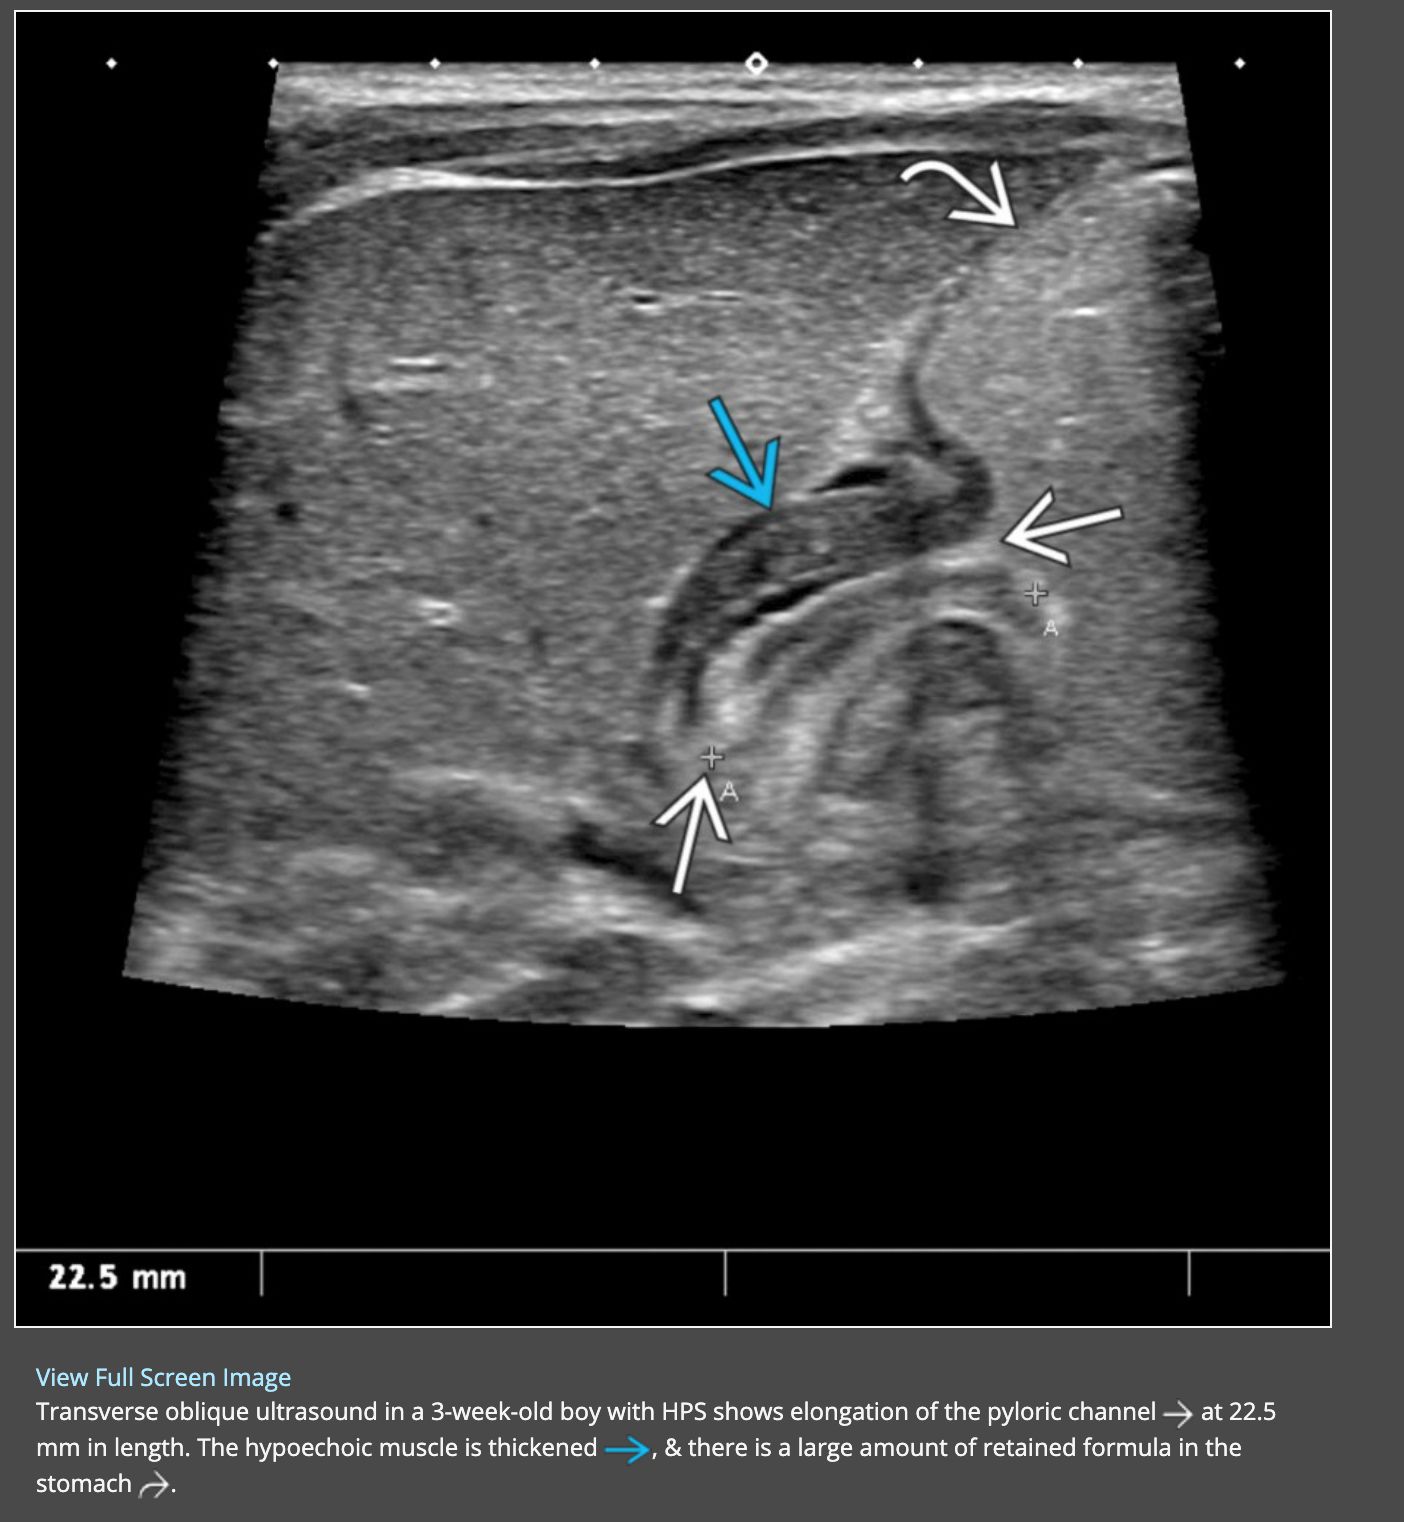 A
A
22.5 mm
View Full Screen Image
Transverse oblique ultrasound in a 3-week-old boy with HPS shows elongation of the pyloric channel → at 22.5
mm in length. The hypoechoic muscle is thickened →, & there is a large amount of retained formula in the
stomach ↷.